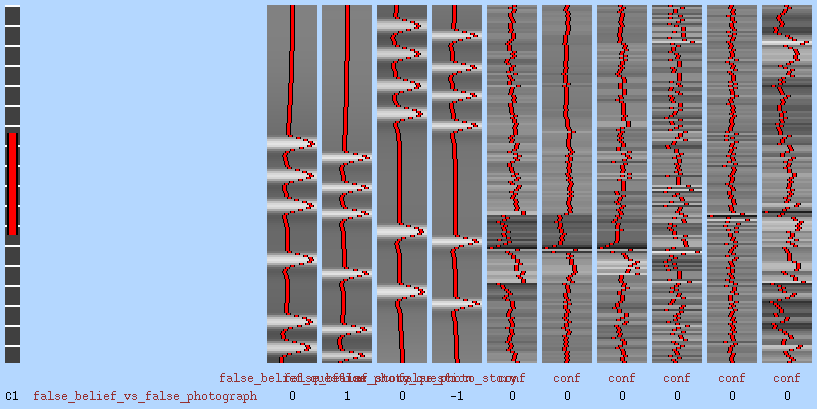 conf conf conf conf conf conf
C1 false_belief_vs_false_photograph 0 1 0 -1 0 0 0 0 0 0